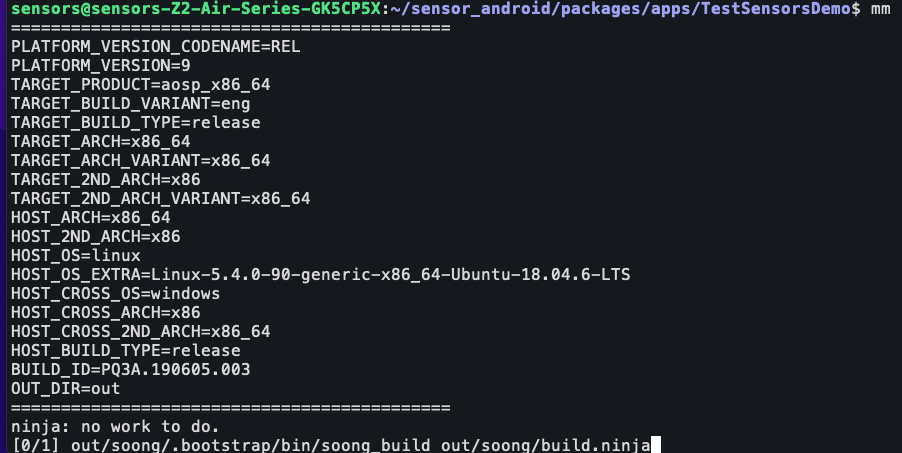 sensors@sensors-Z2-Air-Series-GK5CP5X:~/sensor_android/packages/apps/TestSensorsDemo$ mm
============================================
PLATFORM_VERSION_CODENAME=REL
PLATFORM_VERSION=9
TARGET_PRODUCT=aosp_x86_64
TARGET_BUILD_VARIANT=eng
TARGET_BUILD_TYPE=release
TARGET_ARCH=x86_64
TARGET_ARCH_VARIANT=x86_64
TARGET_2ND_ARCH=x86
TARGET_2ND_ARCH_VARIANT=x86_64
HOST_ARCH=x86_64
HOST_2ND_ARCH=x86
HOST_OS=linux
HOST_OS_EXTRA=Linux-5.4.0-90-generic-x86_64-Ubuntu-18.04.6-LTS
HOST_CROSS_OS=windows
HOST_CROSS_ARCH=x86
HOST_CROSS_2ND_ARCH=x86_64
HOST_BUILD_TYPE=release
BUILD_ID=PQ3A.190605.003
OUT_DIR=out
============================================
ninja: no work to do.
[0/1] out/soong/.bootstrap/bin/soong_build out/soong/build.ninja